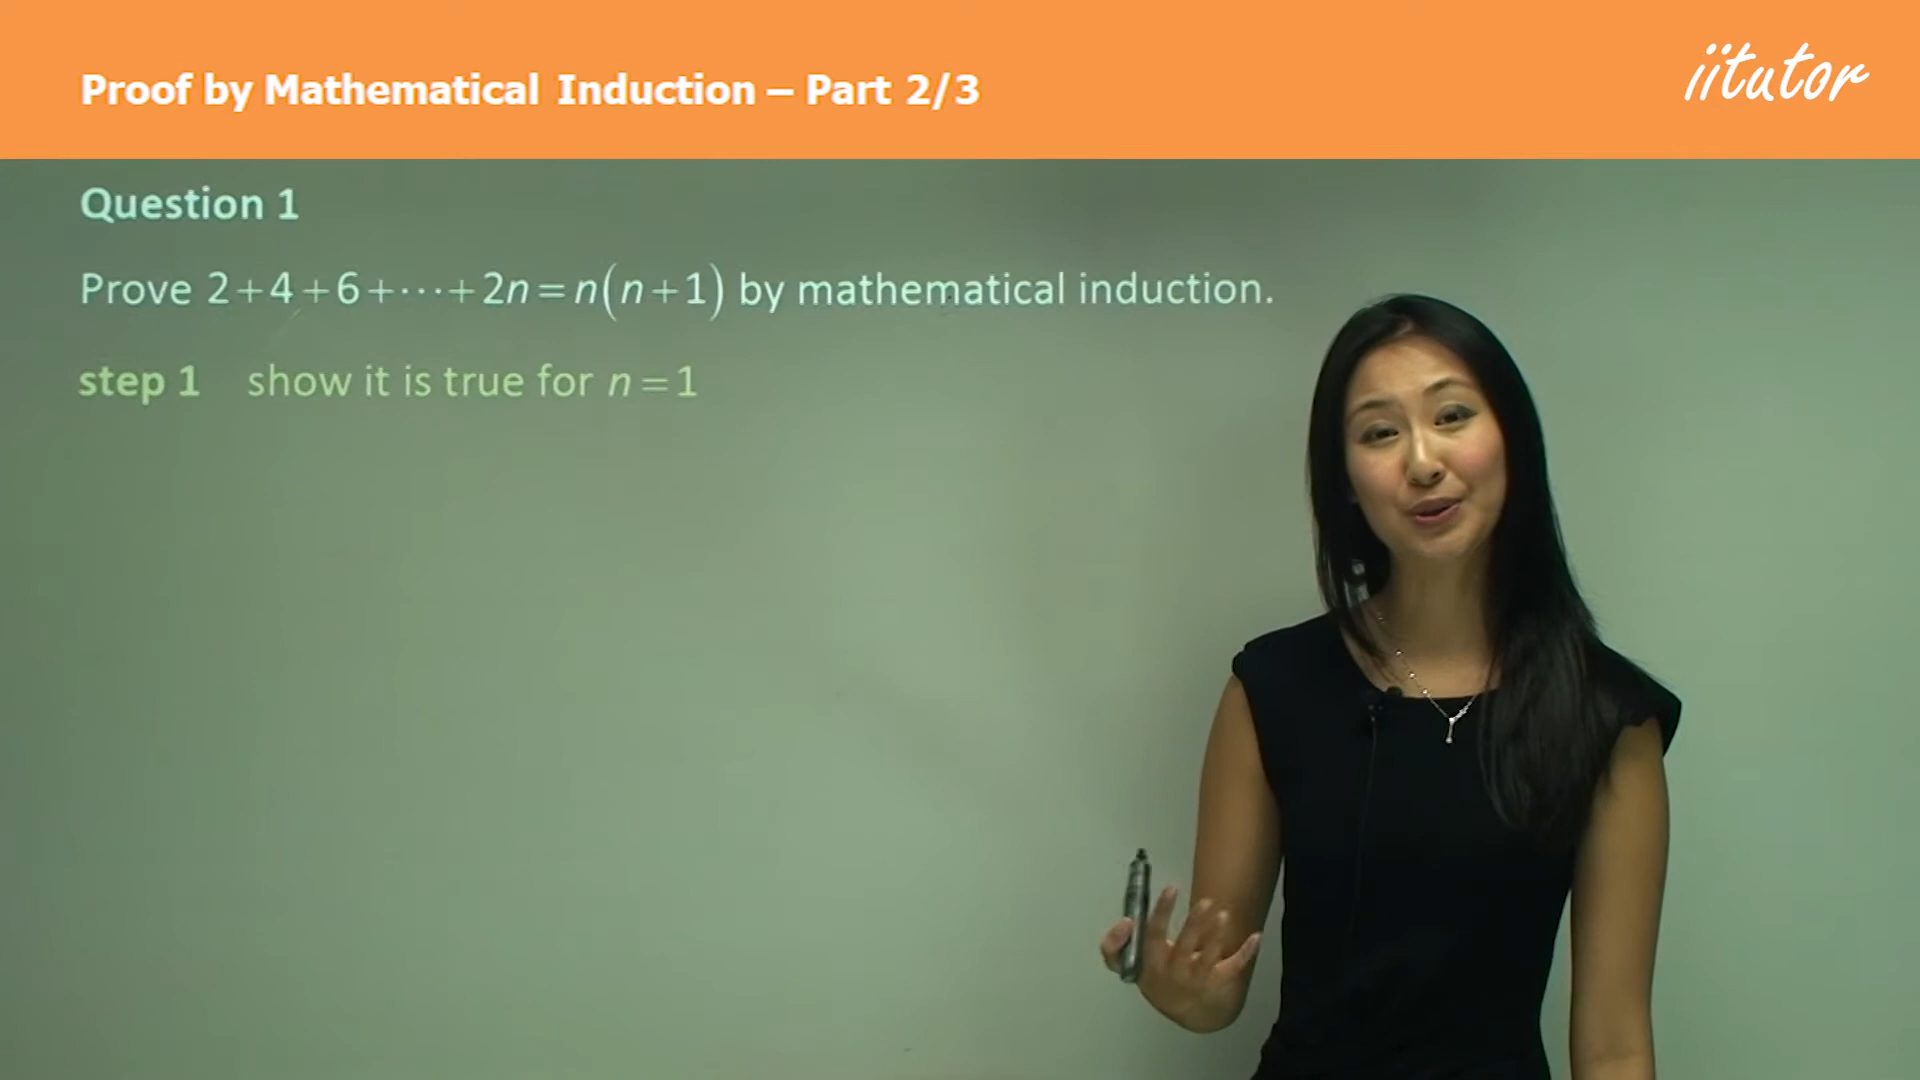 Proof by Mathematical Induction – Part 2/3
iitutor
Question 1
Prove 2+4+6+⋯+2n=n(n+1) by mathematical induction.
step 1 show it is true for n=1